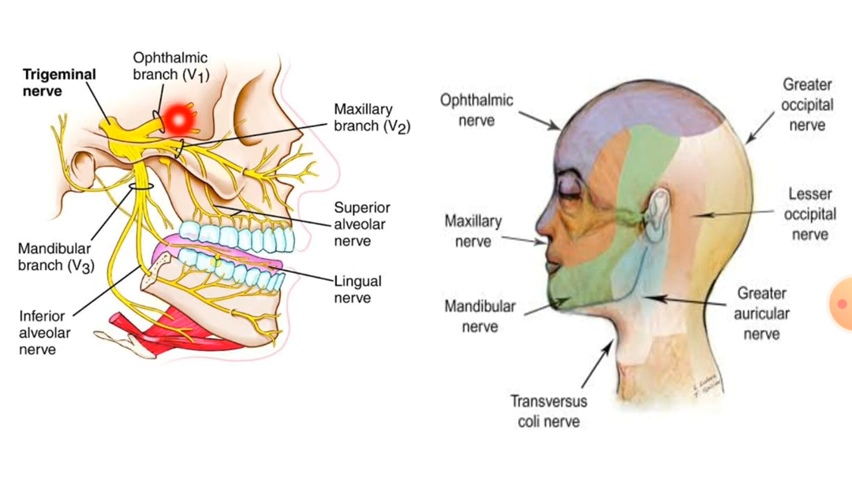 Ophthalmic
branch (V1)
Trigeminal
nerve
Maxillary
branch (V2)
Superior
alveolar
nerve
Mandibular
branch (V3)
Lingual
nerve
Inferior
alveolar
nerve
Ophthalmic
nerve
Greater
occipital
nerve
Lesser
occipital
nerve
Maxillary
nerve
Mandibular
nerve
Greater
auricular
nerve
Transversus
coli nerve